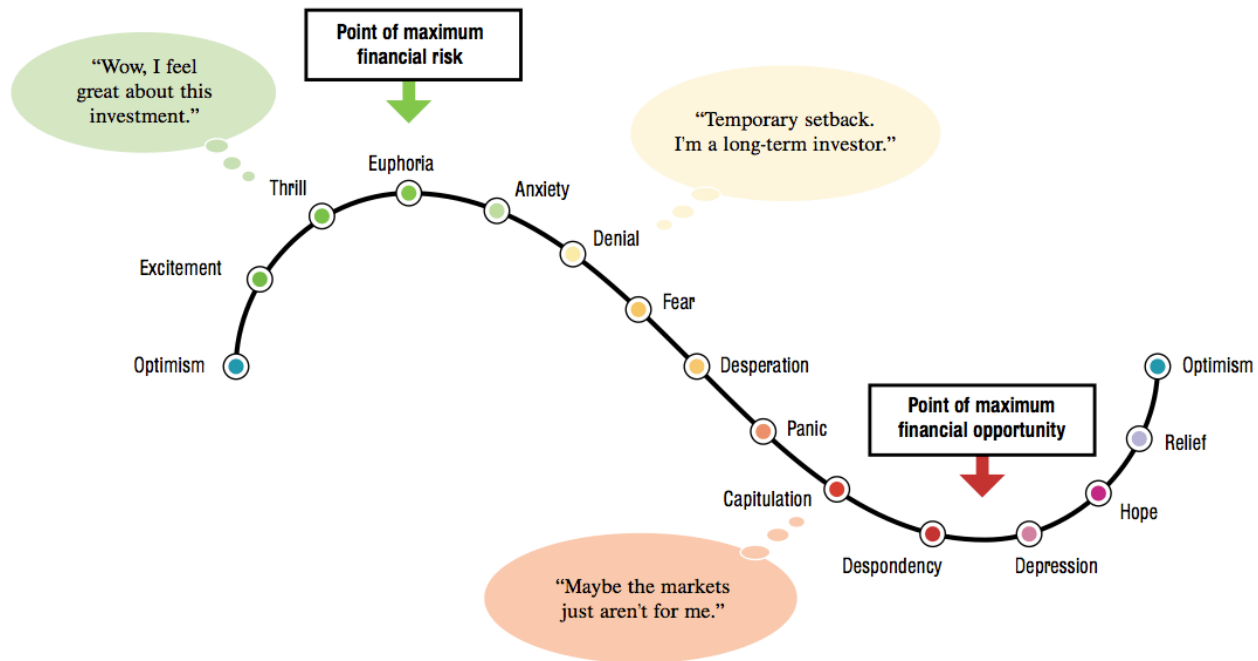 Point of maximum
financial risk
“Wow, I feel
great about this
investment.”
“Temporary setback.
I'm a long-term investor.”
Euphoria
Thrill
Anxiety
Denial
Excitement
Fear
Optimism
Desperation
Optimism
Point of maximum
financial opportunity
Panic
Relief
Capitulation
Hope
Despondency
Depression
“Maybe the markets
just aren't for me.”